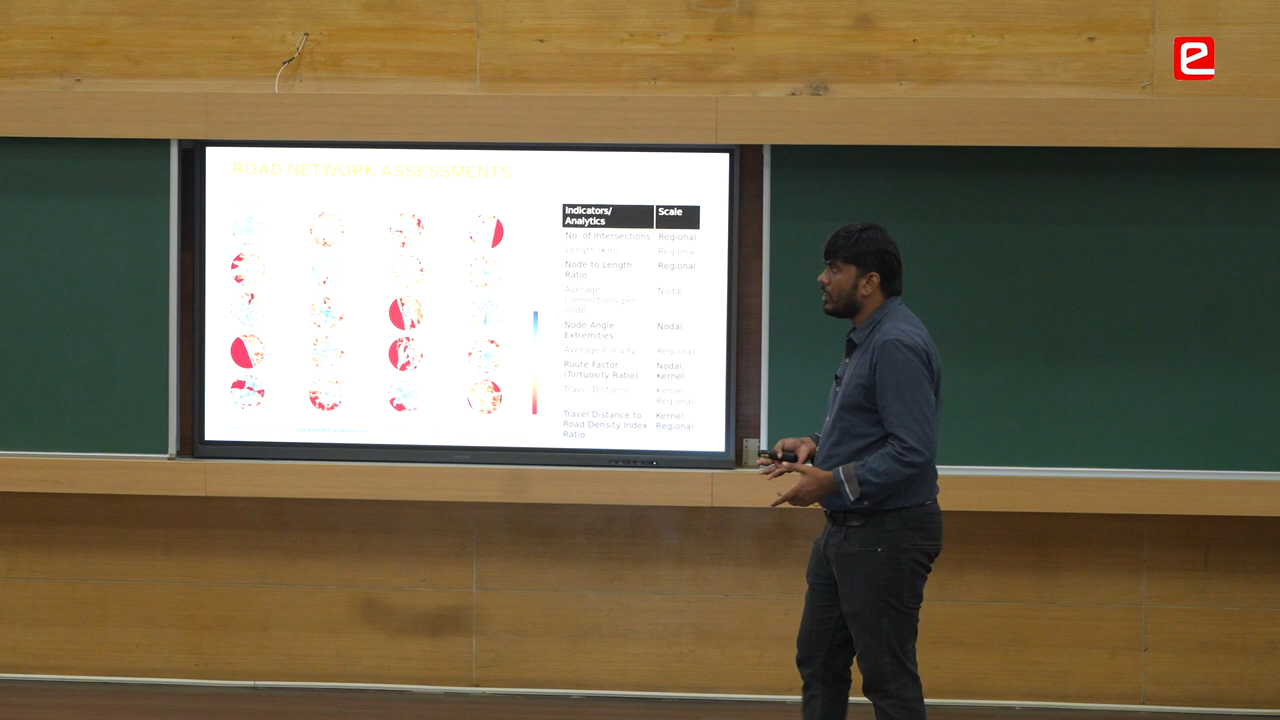 e
ROAD NETWORK ASSESSMENTS
Indicators/ Scale
Analytics
No. of Intersections Regional
Length (Km) Regional
Node to Length Regional
Ratio
Average Nodal
Connections per
node
Node Angle Nodal
Extremities
Average Circuity Regional
Route Factor Nodal,
(Tortuosity Ratio) Kernel
Travel Distance Kernel,
Regional
Travel Distance to Kernel,
Road Density Index Regional
Ratio